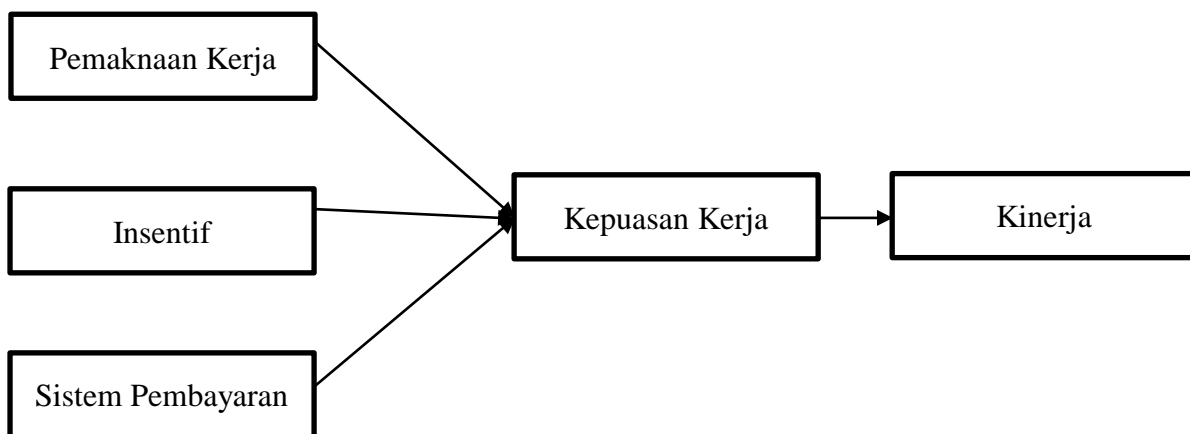 Pemaknaan Kerja
Insentif
Sistem Pembayaran
Kepuasan Kerja
Kinerja